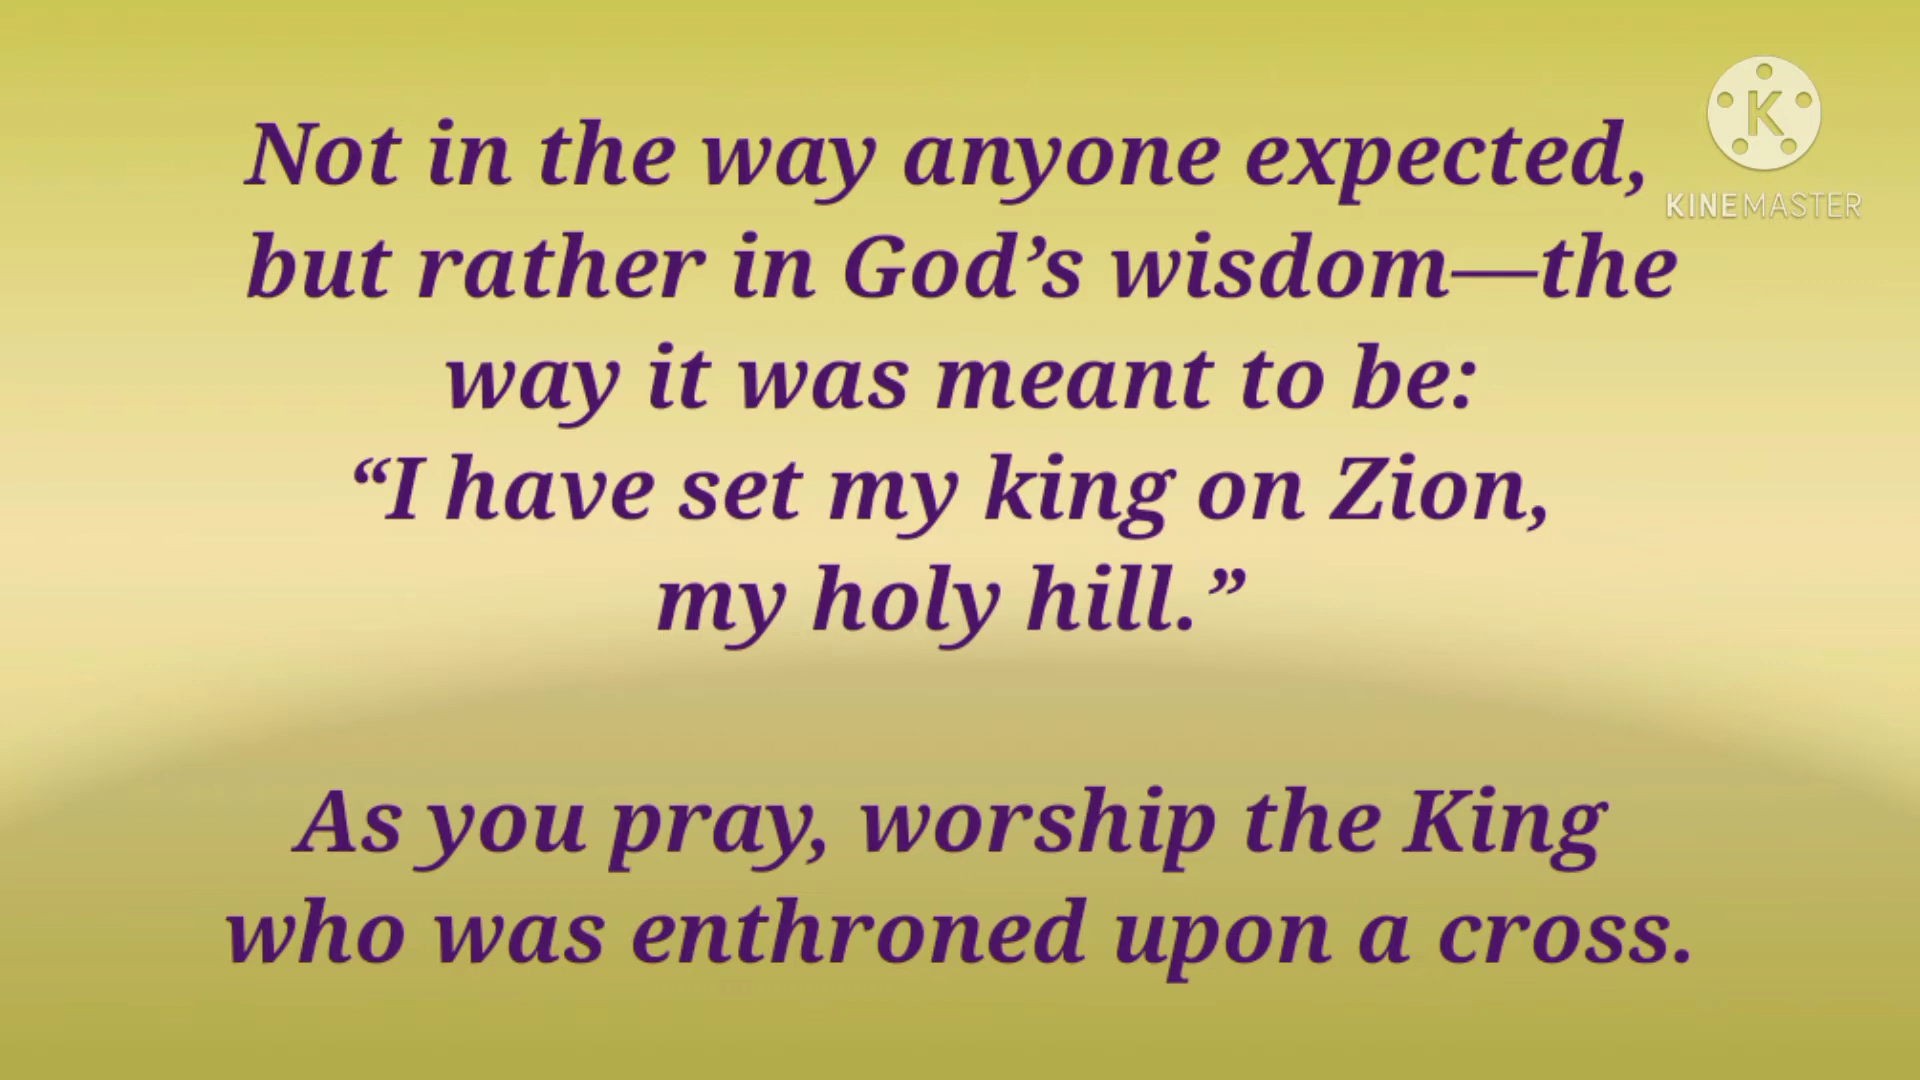 Not in the way anyone expected,
but rather in God’s wisdom—the
way it was meant to be:
“I have set my king on Zion,
my holy hill.”
As you pray, worship the King
who was enthroned upon a cross.
K
KINEMASTER